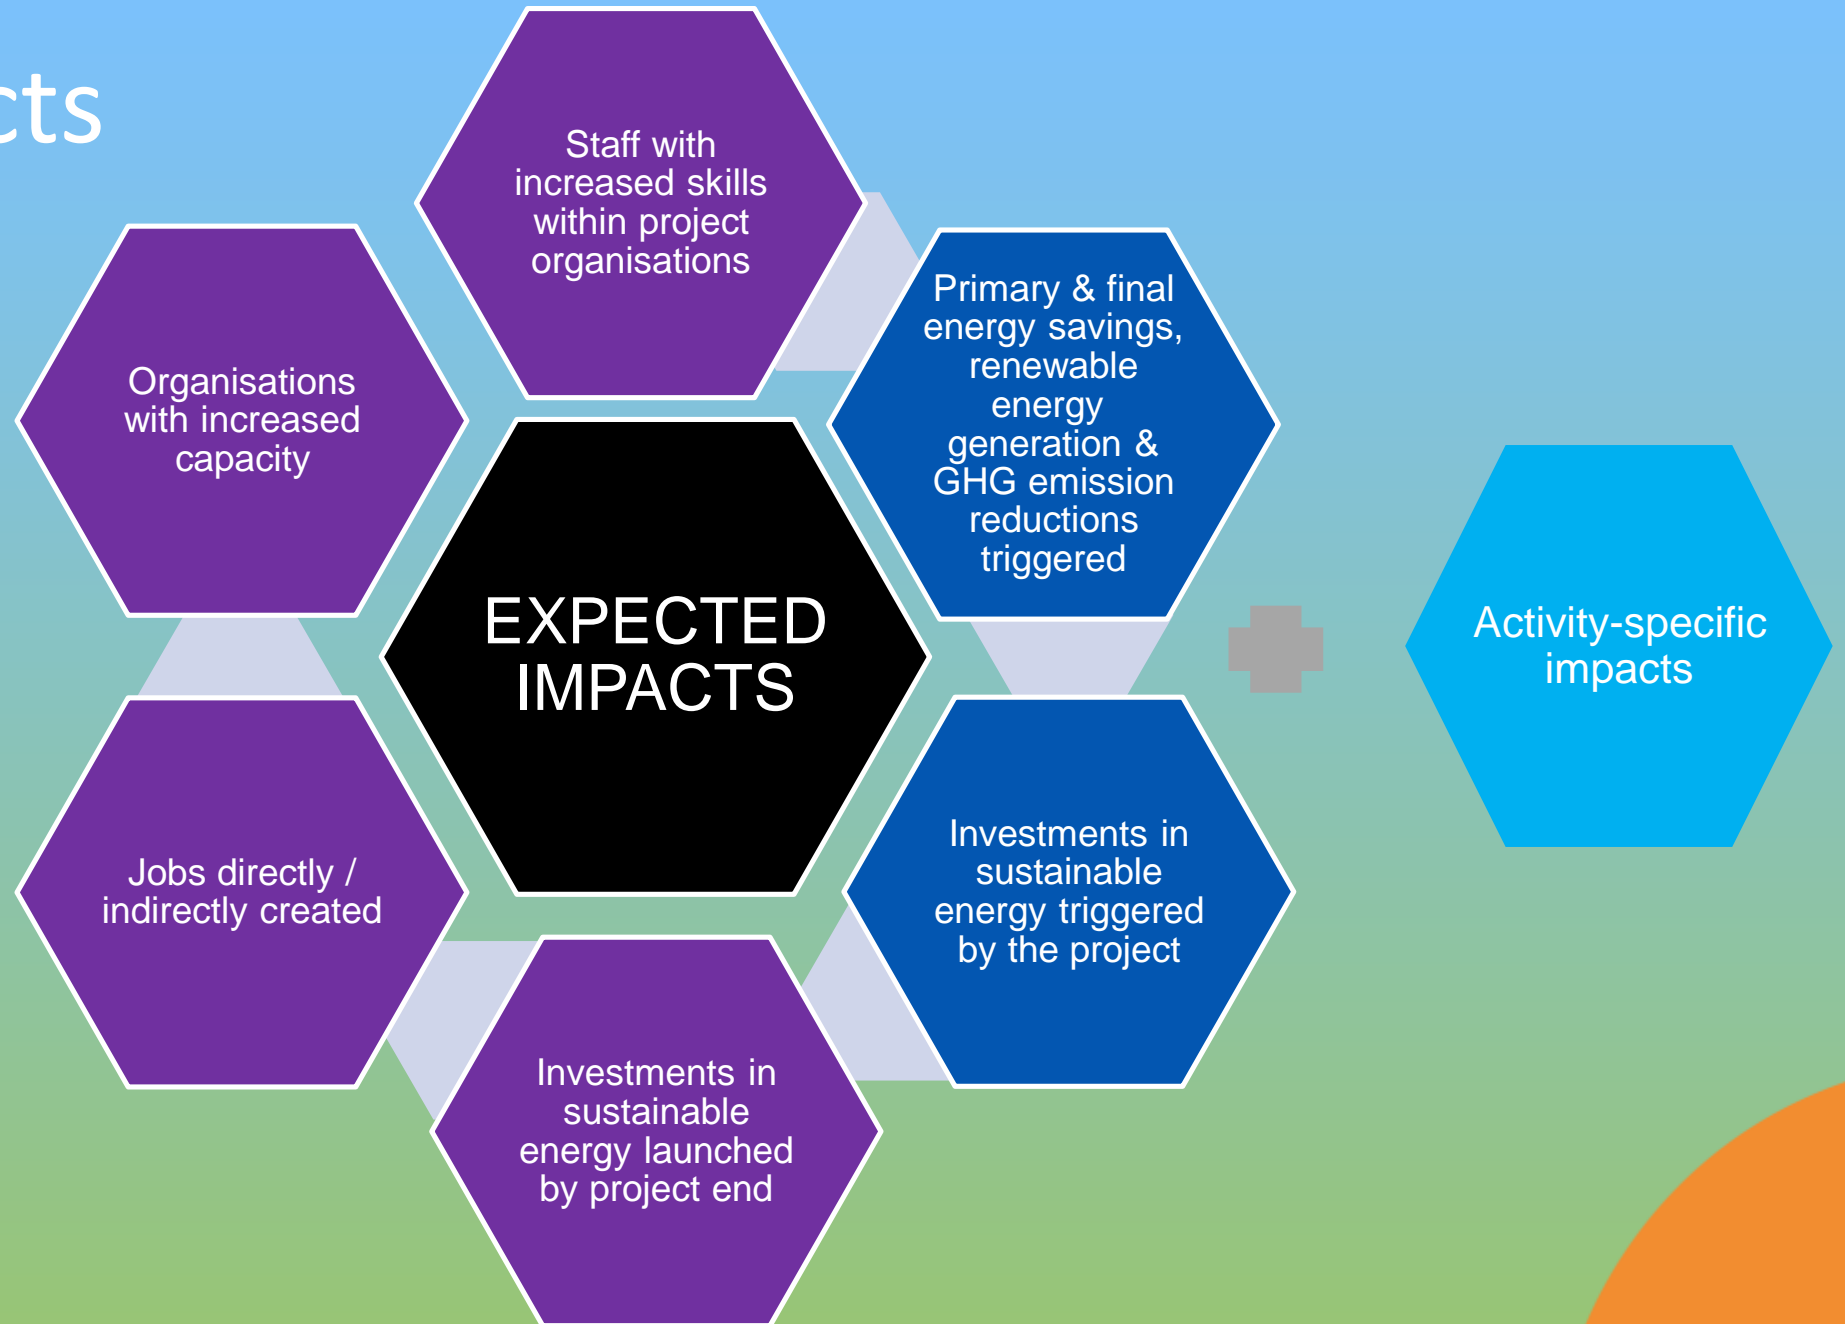 cts
Staff with
increased skills
within project
organisations
Primary & final
energy savings,
renewable
energy
generation &
GHG emission
reductions
triggered
Organisations
with increased
capacity
EXPECTED
IMPACTS
Activity-specific
impacts
Jobs directly /
indirectly created
Investments in
sustainable
energy triggered
by the project
Investments in
sustainable
energy launched
by project end